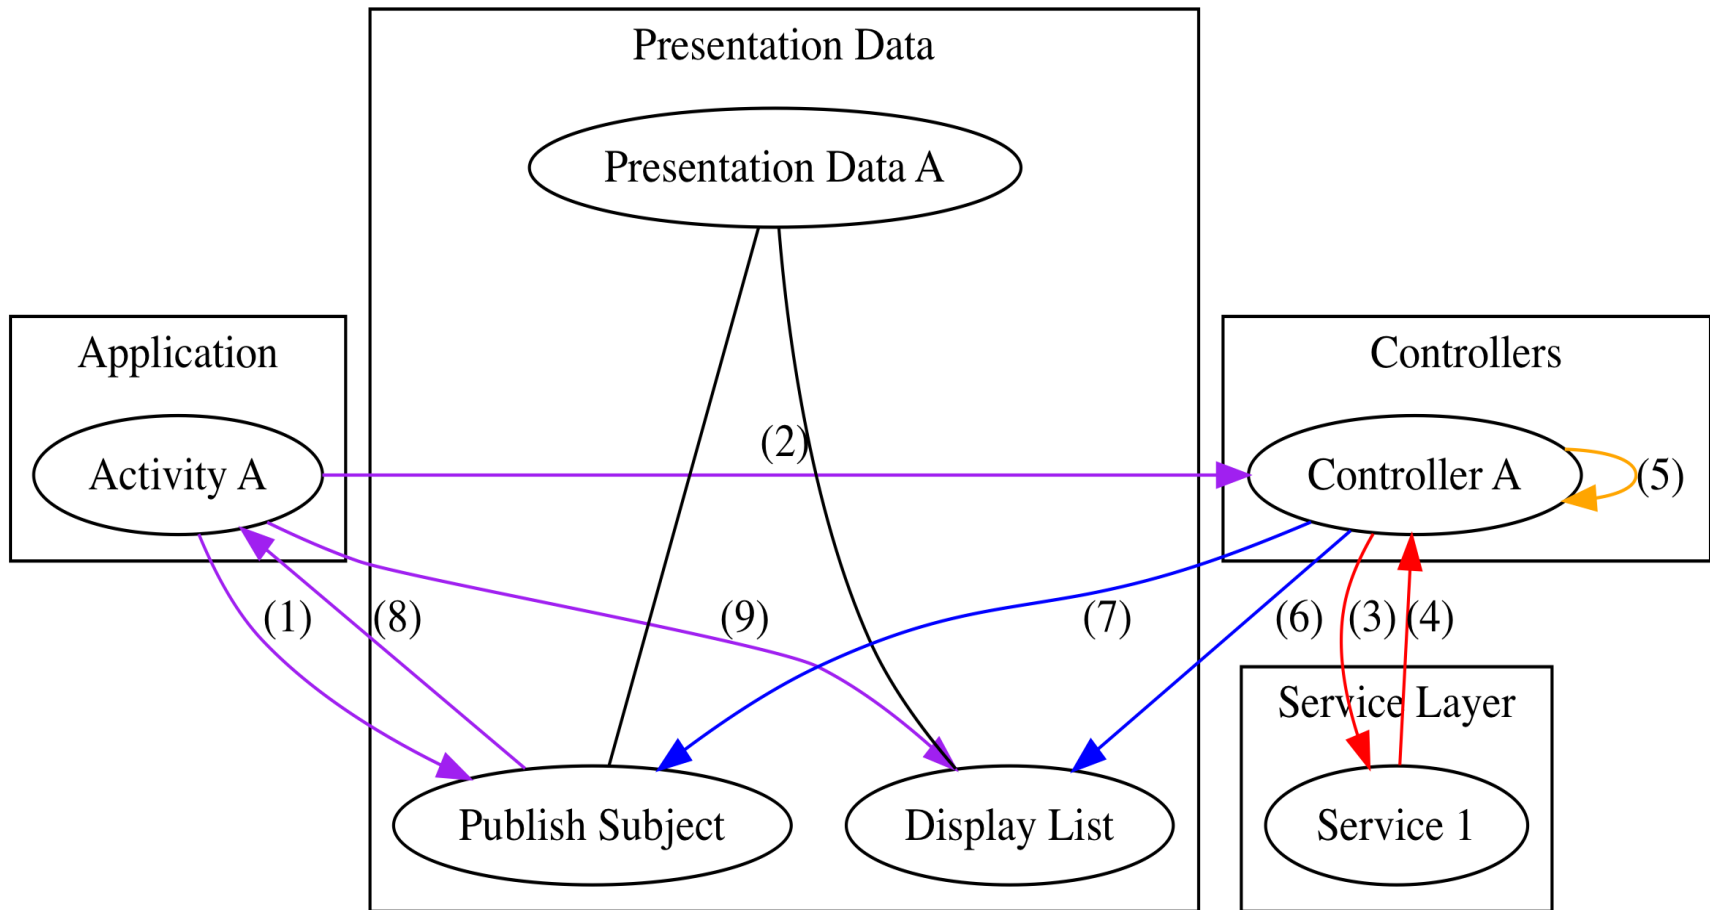 Presentation Data
Presentation Data A
Application
Controllers
(2)
Activity A
Controller A
(5)
(1)
(8)
(9)
(7)
(6)
(3)
(4)
Service Layer
Publish Subject
Display List
Service 1